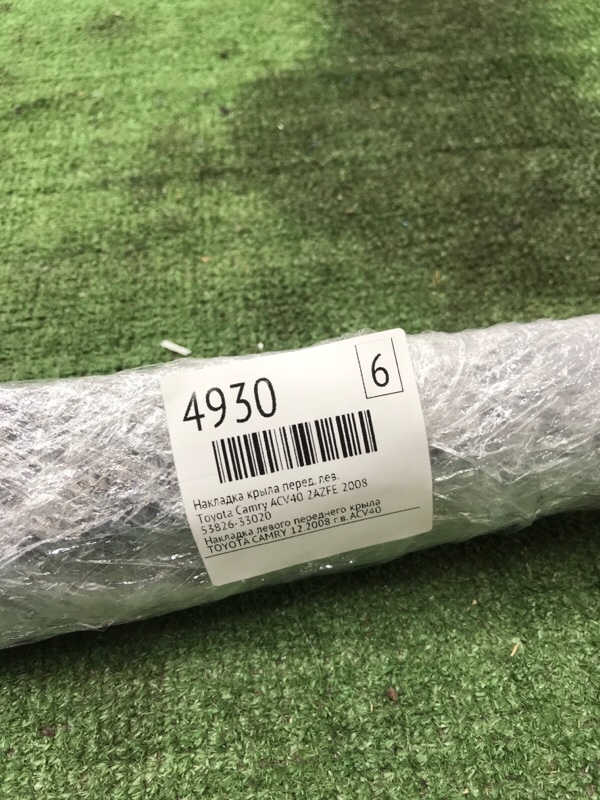 4930
6
Накладка крыла перед. лев.
Toyota Camry ACV40 2AZFE 2008
53826-33020
Накладка левого переднего крыла
TOYOTA CAMRY 12.2008 г.в. ACV40